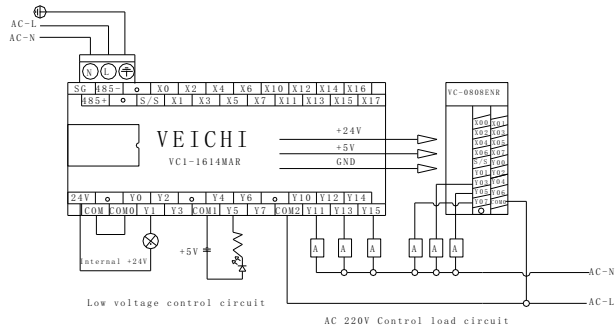 AC-L
AC-N
N L
SG 485- X0 X2 X4 X6 X10 X12 X14 X16
485+ S/S X1 X3 X5 X7 X11 X13 X15 X17
VEICHI
VC1-1614MAR
+24V
+5V
GND
24V Y0 Y2 Y4 Y6 Y10 Y12 Y14
COM COM0 Y1 Y3 COM1 Y5 Y7 COM2 Y11 Y13 Y15
VC-0808ENR
X00 X01
X02 X03
X04 X05
X06 X07
S/S Y00
Y01 Y02
Y03 Y04
Y05 Y06
Y07 COM0
Internal +24V
+5V
A A A A A A
AC-N
AC-L
Low voltage control circuit
AC 220V Control load circuit